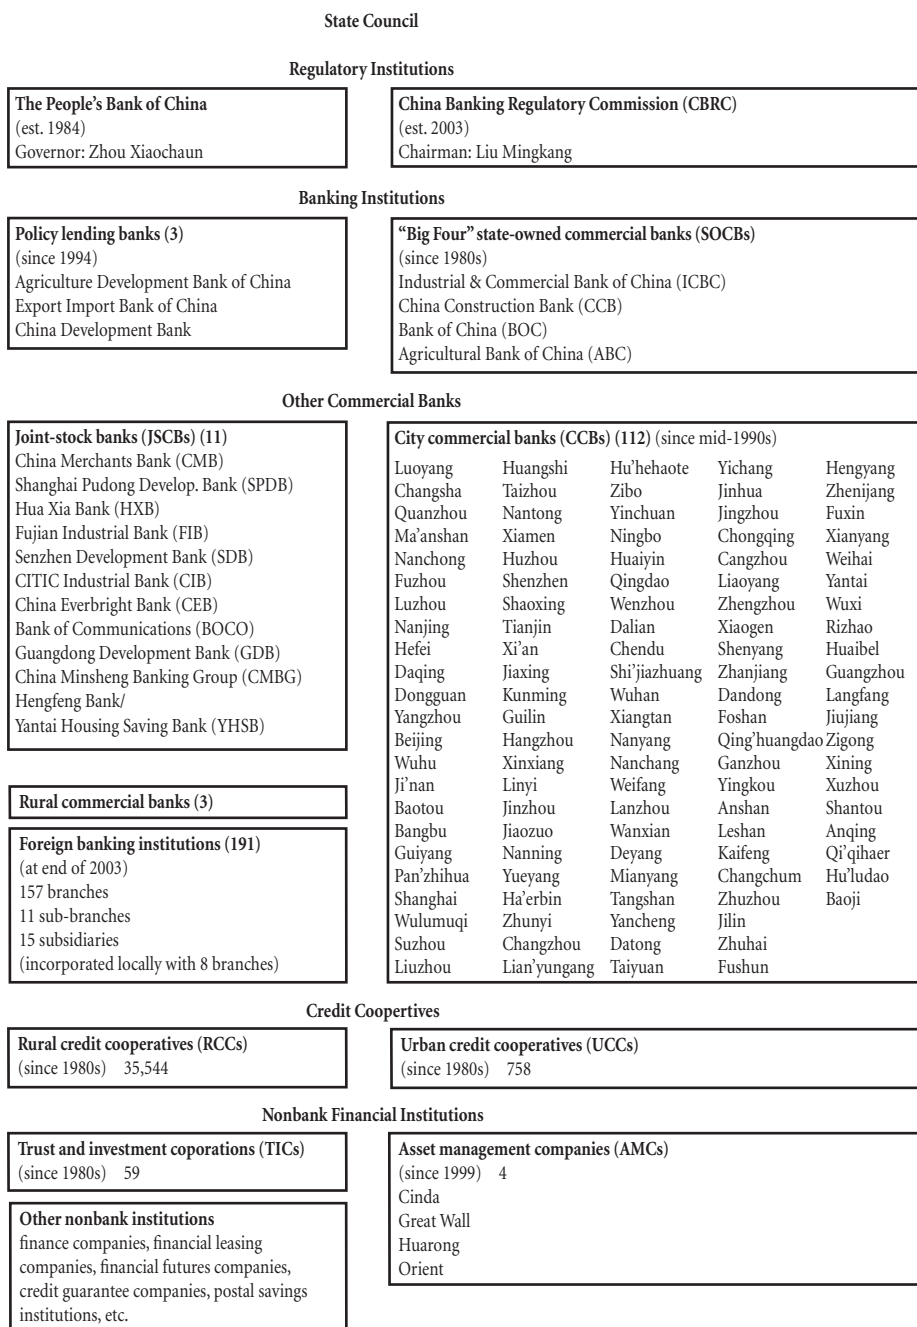 State Council
Regulatory Institutions
The People's Bank of China
(est. 1984)
Governor: Zhou Xiaochaun
China Banking Regulatory Commission (CBRC)
(est. 2003)
Chairman: Liu Mingkang
Banking Institutions
Policy lending banks (3)
(since 1994)
Agriculture Development Bank of China
Export Import Bank of China
China Development Bank
“Big Four” state-owned commercial banks (SOCBs)
(since 1980s)
Industrial & Commercial Bank of China (ICBC)
China Construction Bank (CCB)
Bank of China (BOC)
Agricultural Bank of China (ABC)
Other Commercial Banks
Joint-stock banks (JSCBs) (11)
China Merchants Bank (CMB)
Shanghai Pudong Develop. Bank (SPDB)
Hua Xia Bank (HXB)
Fujian Industrial Bank (FIB)
Senzhen Development Bank (SDB)
CITIC Industrial Bank (CIB)
China Everbright Bank (CEB)
Bank of Communications (BOCO)
Guangdong Development Bank (GDB)
China Minsheng Banking Group (CMBG)
Hengfeng Bank/
Yantai Housing Saving Bank (YHSB)
Rural commercial banks (3)
Foreign banking institutions (191)
(at end of 2003)
157 branches
11 sub-branches
15 subsidiaries
(incorporated locally with 8 branches)
City commercial banks (CCBs) (112) (since mid-1990s)
Luoyang Huangshi Hu'hehaote Yichang Hengyang
Changsha Taizhou Zibo Jinhua Zhenijang
Quanzhou Nantong Yinchuan Jingzhou Fuxin
Ma'anshan Xiamen Ningbo Chongqing Xianyang
Nanchong Huzhou Huaiyin Cangzhou Weihai
Fuzhou Shenzhen Qingdao Liaoyang Yantai
Luzhou Shaoxing Wenzhou Zhengzhou Wuxi
Nanjing Tianjin Dalian Xiaogen Rizhao
Hefei Xi'an Chendu Shenyang Huaibel
Daqing Jiaxing Shi'jiazhuang Zhanjiang Guangzhou
Dongguan Kunming Wuhan Dandong Langfang
Yangzhou Guilin Xiangtan Foshan Jiujiang
Beijing Hangzhou Nanyang Qing'huangdao Zigong
Wuhu Xinxiang Nanchang Ganzhou Xining
Ji'nan Linyi Weifang Yingkou Xuzhou
Baotou Jinzhou Lanzhou Anshan Shantou
Bangbu Jiaozuo Wanxian Leshan Anqing
Guiyang Nanning Deyang Kaifeng Qi'qihaer
Pan'zhihua Yueyang Mianyang Changchum Hu'ludao
Shanghai Ha'erbin Tangshan Zhuzhou Baoji
Wulumuqi Zhunyi Yancheng Jilin
Suzhou Changzhou Datong Zhuhai
Liuzhou Lian'yungang Taiyuan Fushun
Credit Coopertives
Rural credit cooperatives (RCCs)
(since 1980s) 35,544
Urban credit cooperatives (UCCs)
(since 1980s) 758
Nonbank Financial Institutions
Trust and investment coporations (TICs)
(since 1980s) 59
Other nonbank institutions
finance companies, financial leasing
companies, financial futures companies,
credit guarantee companies, postal savings
institutions, etc.
Asset management companies (AMCs)
(since 1999) 4
Cinda
Great Wall
Huarong
Orient